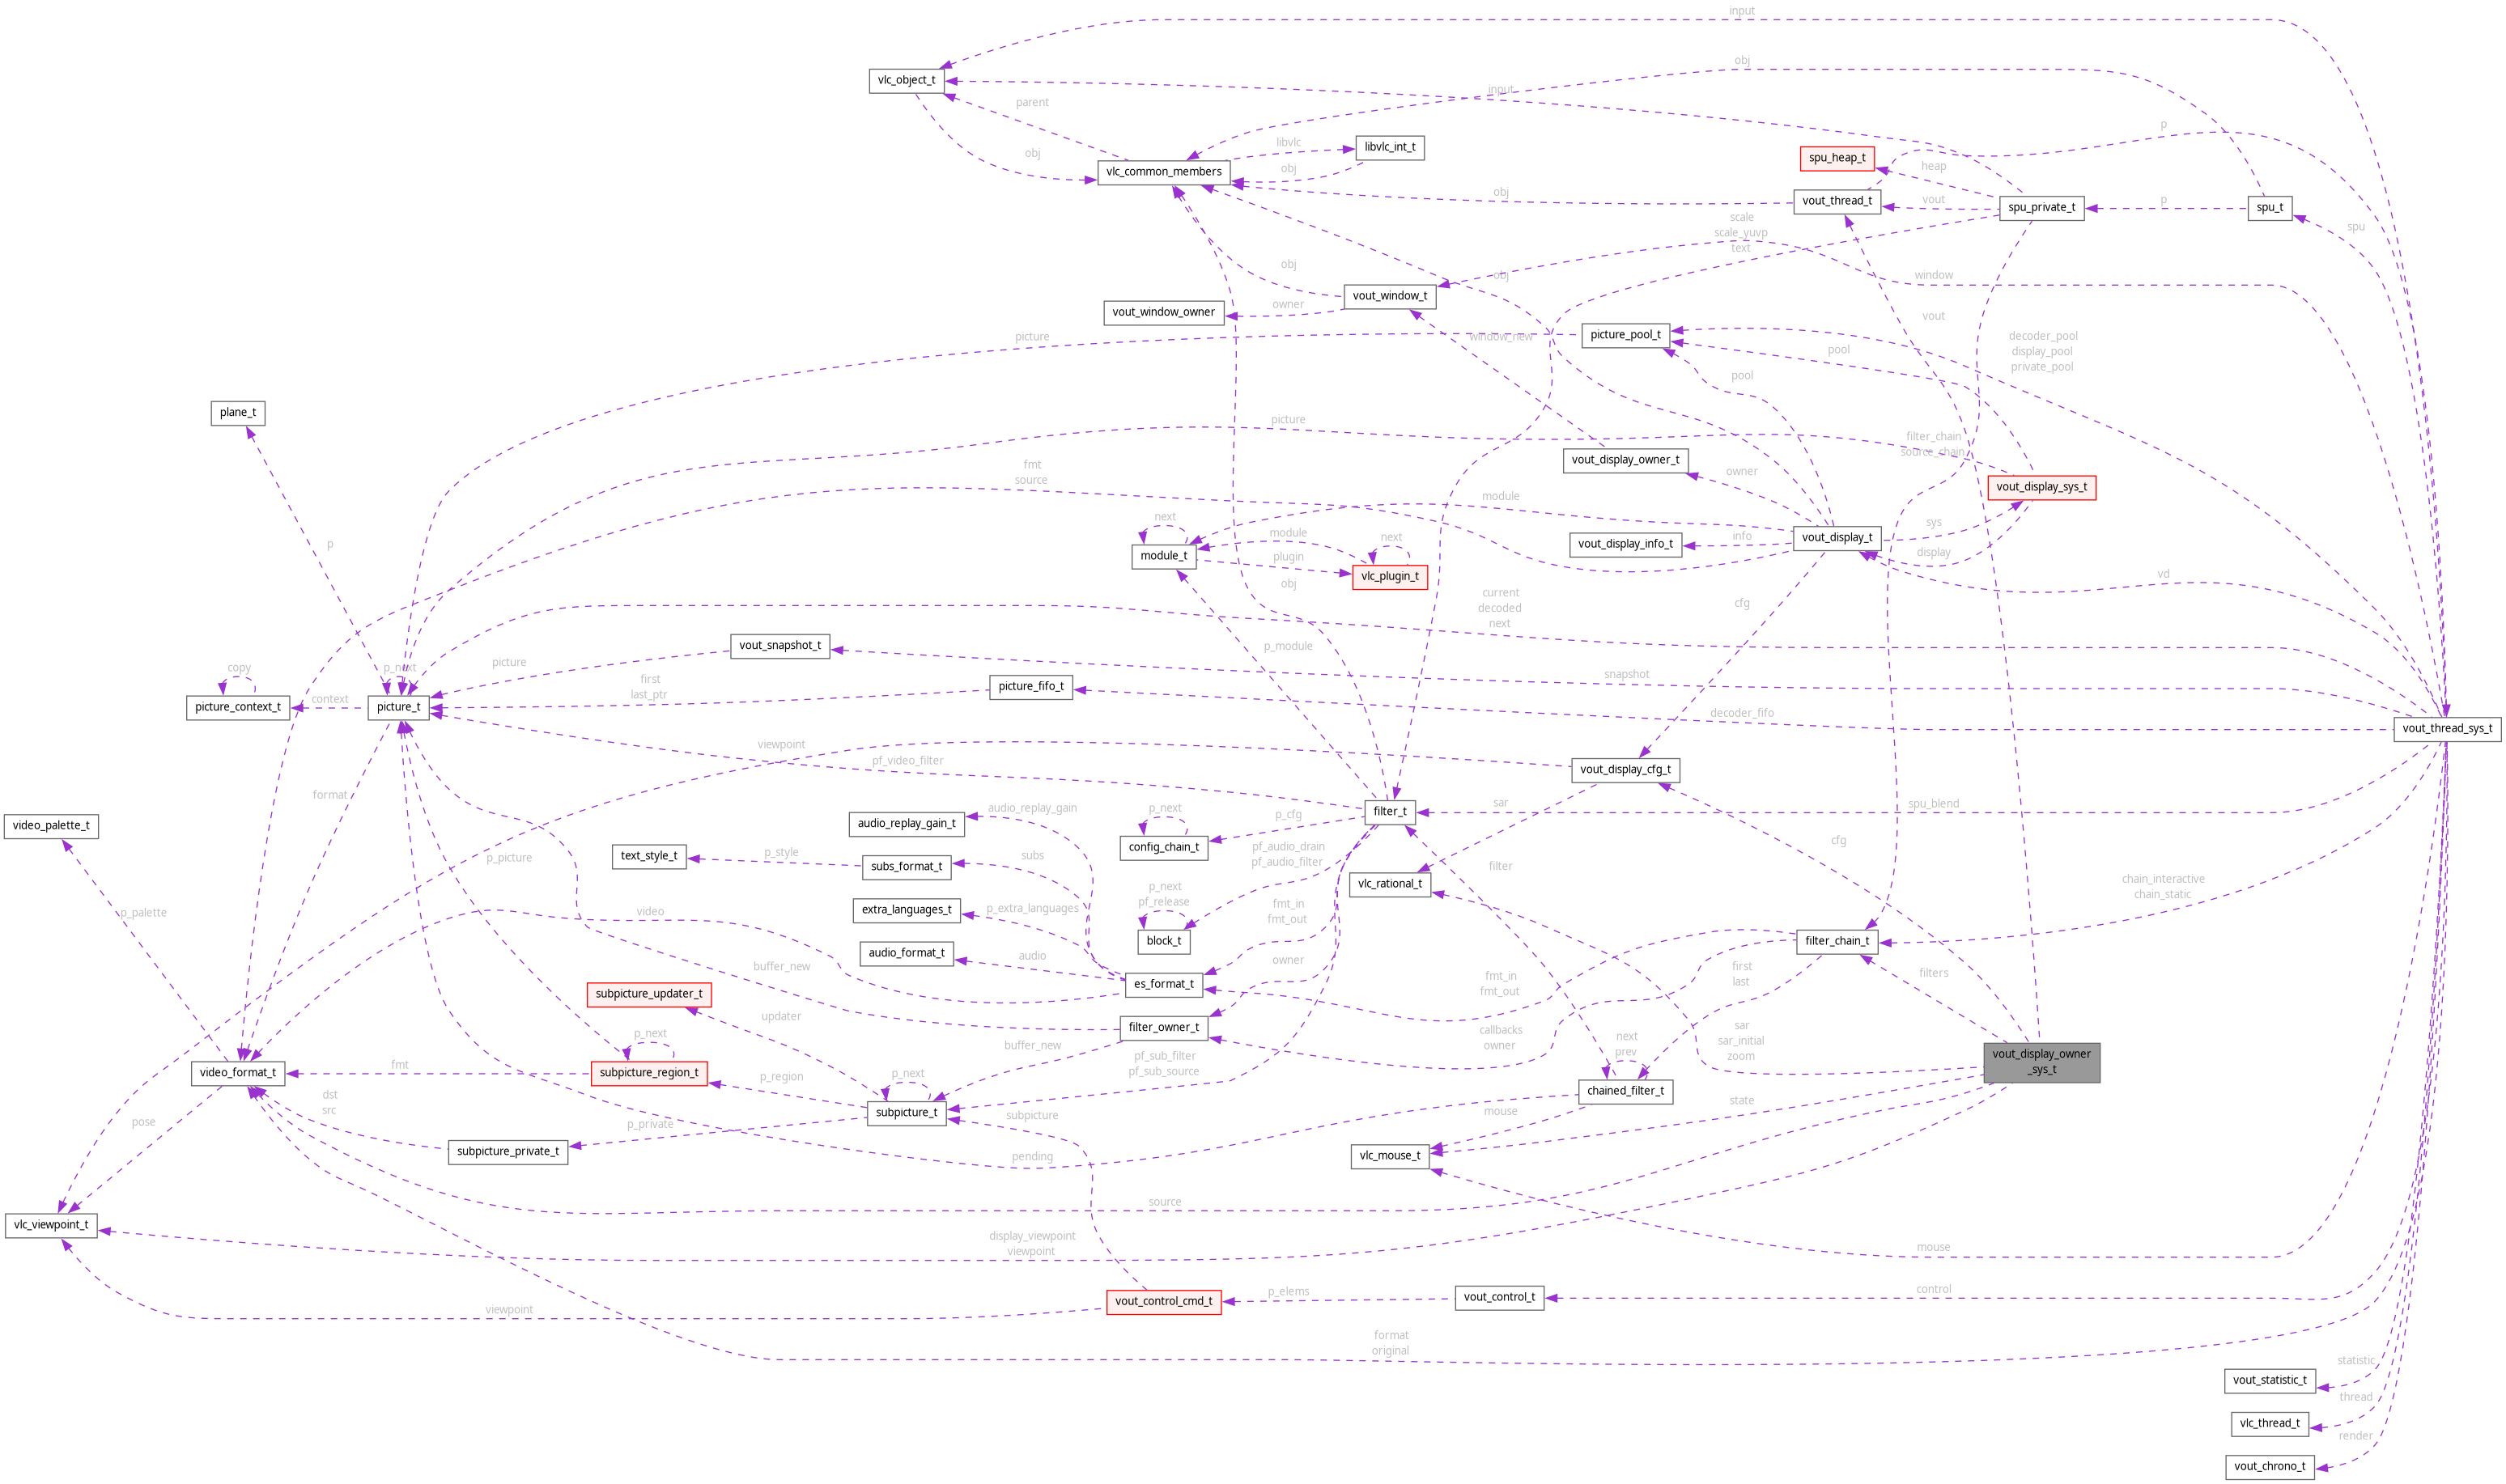 input
vlc_object_t
obj
input
parent
p
libvlc
libvlc_int_t
spu_heap_t
heap
obj
vlc_common_members
obj
obj
vout_thread_t
vout
spu_private_t
p
spu_t
spu
scale
scale_yuvp
text
obj
obj
window
vout_window_t
vout_window_owner
owner
vout
picture
window_new
picture_pool_t
pool
decoder_pool
display_pool
private_pool
pool
plane_t
picture
filter_chain
source_chain
vout_display_owner_t
fmt
source
owner
vout_display_sys_t
module
next
sys
vout_display_t
p
module
module_t
plugin
next
vlc_plugin_t
vout_display_info_t
info
display
vd
obj
current
decoded
next
cfg
vout_snapshot_t
p_module
picture
p_next
copy
first
last_ptr
picture_fifo_t
snapshot
picture_context_t
context
picture_t
decoder_fifo
vout_thread_sys_t
viewpoint
pf_video_filter
vout_display_cfg_t
format
audio_replay_gain
p_next
p_cfg
filter_t
sar
spu_blend
video_palette_t
audio_replay_gain_t
config_chain_t
cfg
text_style_t
p_style
subs_format_t
subs
pf_audio_drain
pf_audio_filter
filter
vlc_rational_t
p_picture
p_next
pf_release
chain_interactive
chain_static
p_palette
video
extra_languages_t
p_extra_languages
fmt_in
fmt_out
block_t
filter_chain_t
audio_format_t
audio
owner
buffer_new
first
last
filters
es_format_t
fmt_in
fmt_out
subpicture_updater_t
updater
filter_owner_t
callbacks
owner
sar
sar_initial
zoom
next
prev
p_next
buffer_new
pf_sub_filter
pf_sub_source
vout_display_owner
_sys_t
video_format_t
fmt
subpicture_region_t
p_region
p_next
chained_filter_t
dst
src
subpicture_t
subpicture
mouse
state
pose
p_private
subpicture_private_t
pending
vlc_mouse_t
source
vlc_viewpoint_t
display_viewpoint
viewpoint
mouse
viewpoint
vout_control_cmd_t
p_elems
vout_control_t
control
format
original
statistic
vout_statistic_t
thread
vlc_thread_t
render
vout_chrono_t